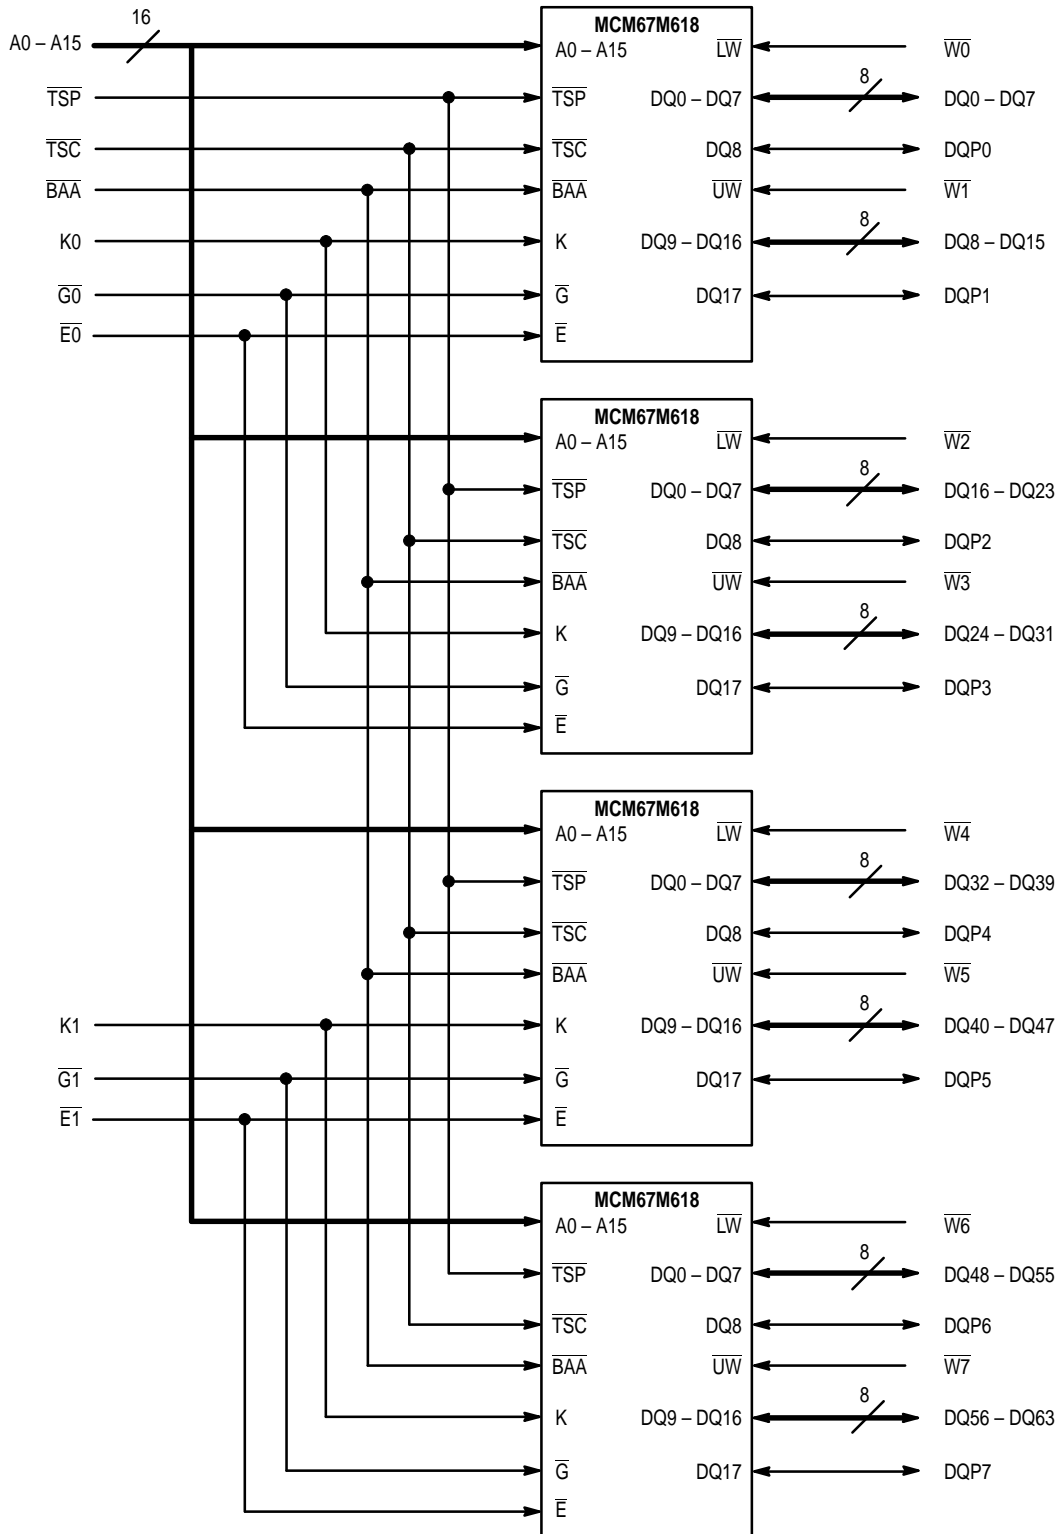 16
MCM67M618
A0 – A15 A0 – A15 LW W0
8
TSP TSP DQ0 – DQ7 DQ0 – DQ7
TSC TSC DQ8 DQP0
BAA BAA UW W1
8
K0 K DQ9 – DQ16 DQ8 – DQ15
G0 G DQ17 DQP1
E0 E
MCM67M618
A0 – A15 LW W2
8
TSP DQ0 – DQ7 DQ16 – DQ23
TSC DQ8 DQP2
BAA UW W3
8
K DQ9 – DQ16 DQ24 – DQ31
G DQ17 DQP3
E
MCM67M618
A0 – A15 LW W4
8
TSP DQ0 – DQ7 DQ32 – DQ39
TSC DQ8 DQP4
BAA UW W5
8
K1 K DQ9 – DQ16 DQ40 – DQ47
G1 G DQ17 DQP5
E1 E
MCM67M618
A0 – A15 LW W6
8
TSP DQ0 – DQ7 DQ48 – DQ55
TSC DQ8 DQP6
BAA UW W7
8
K DQ9 – DQ16 DQ56 – DQ63
G DQ17 DQP7
E